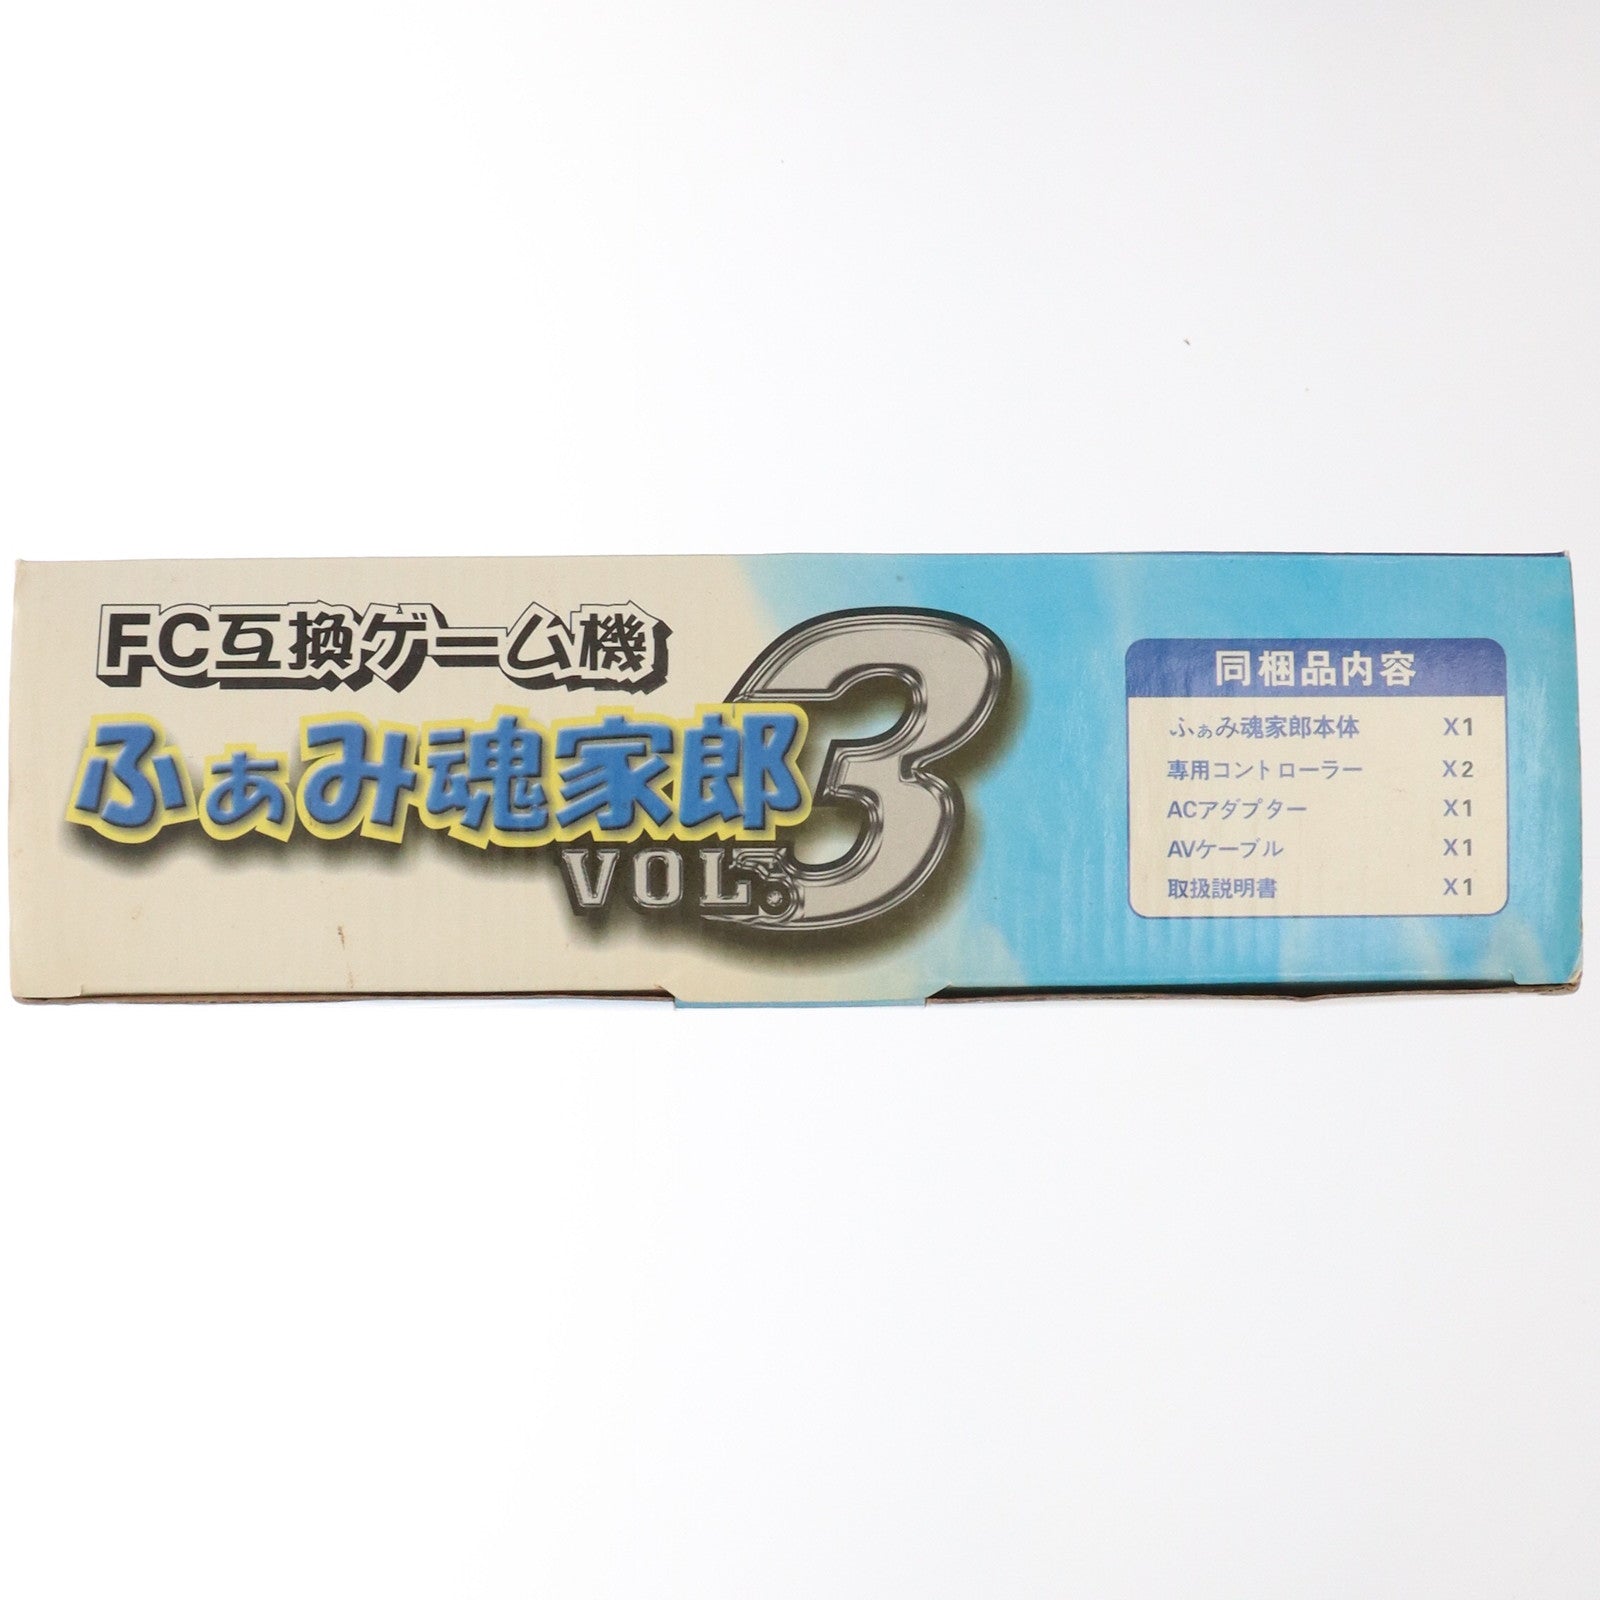 FC互換ゲーム機
ふぁみ魂家郎
VOL.3
同梱品内容
ふぁみ魂家郎本体 X1
専用コントローラー X2
ACアダプター X1
AVケーブル X1
取扱説明書 X1